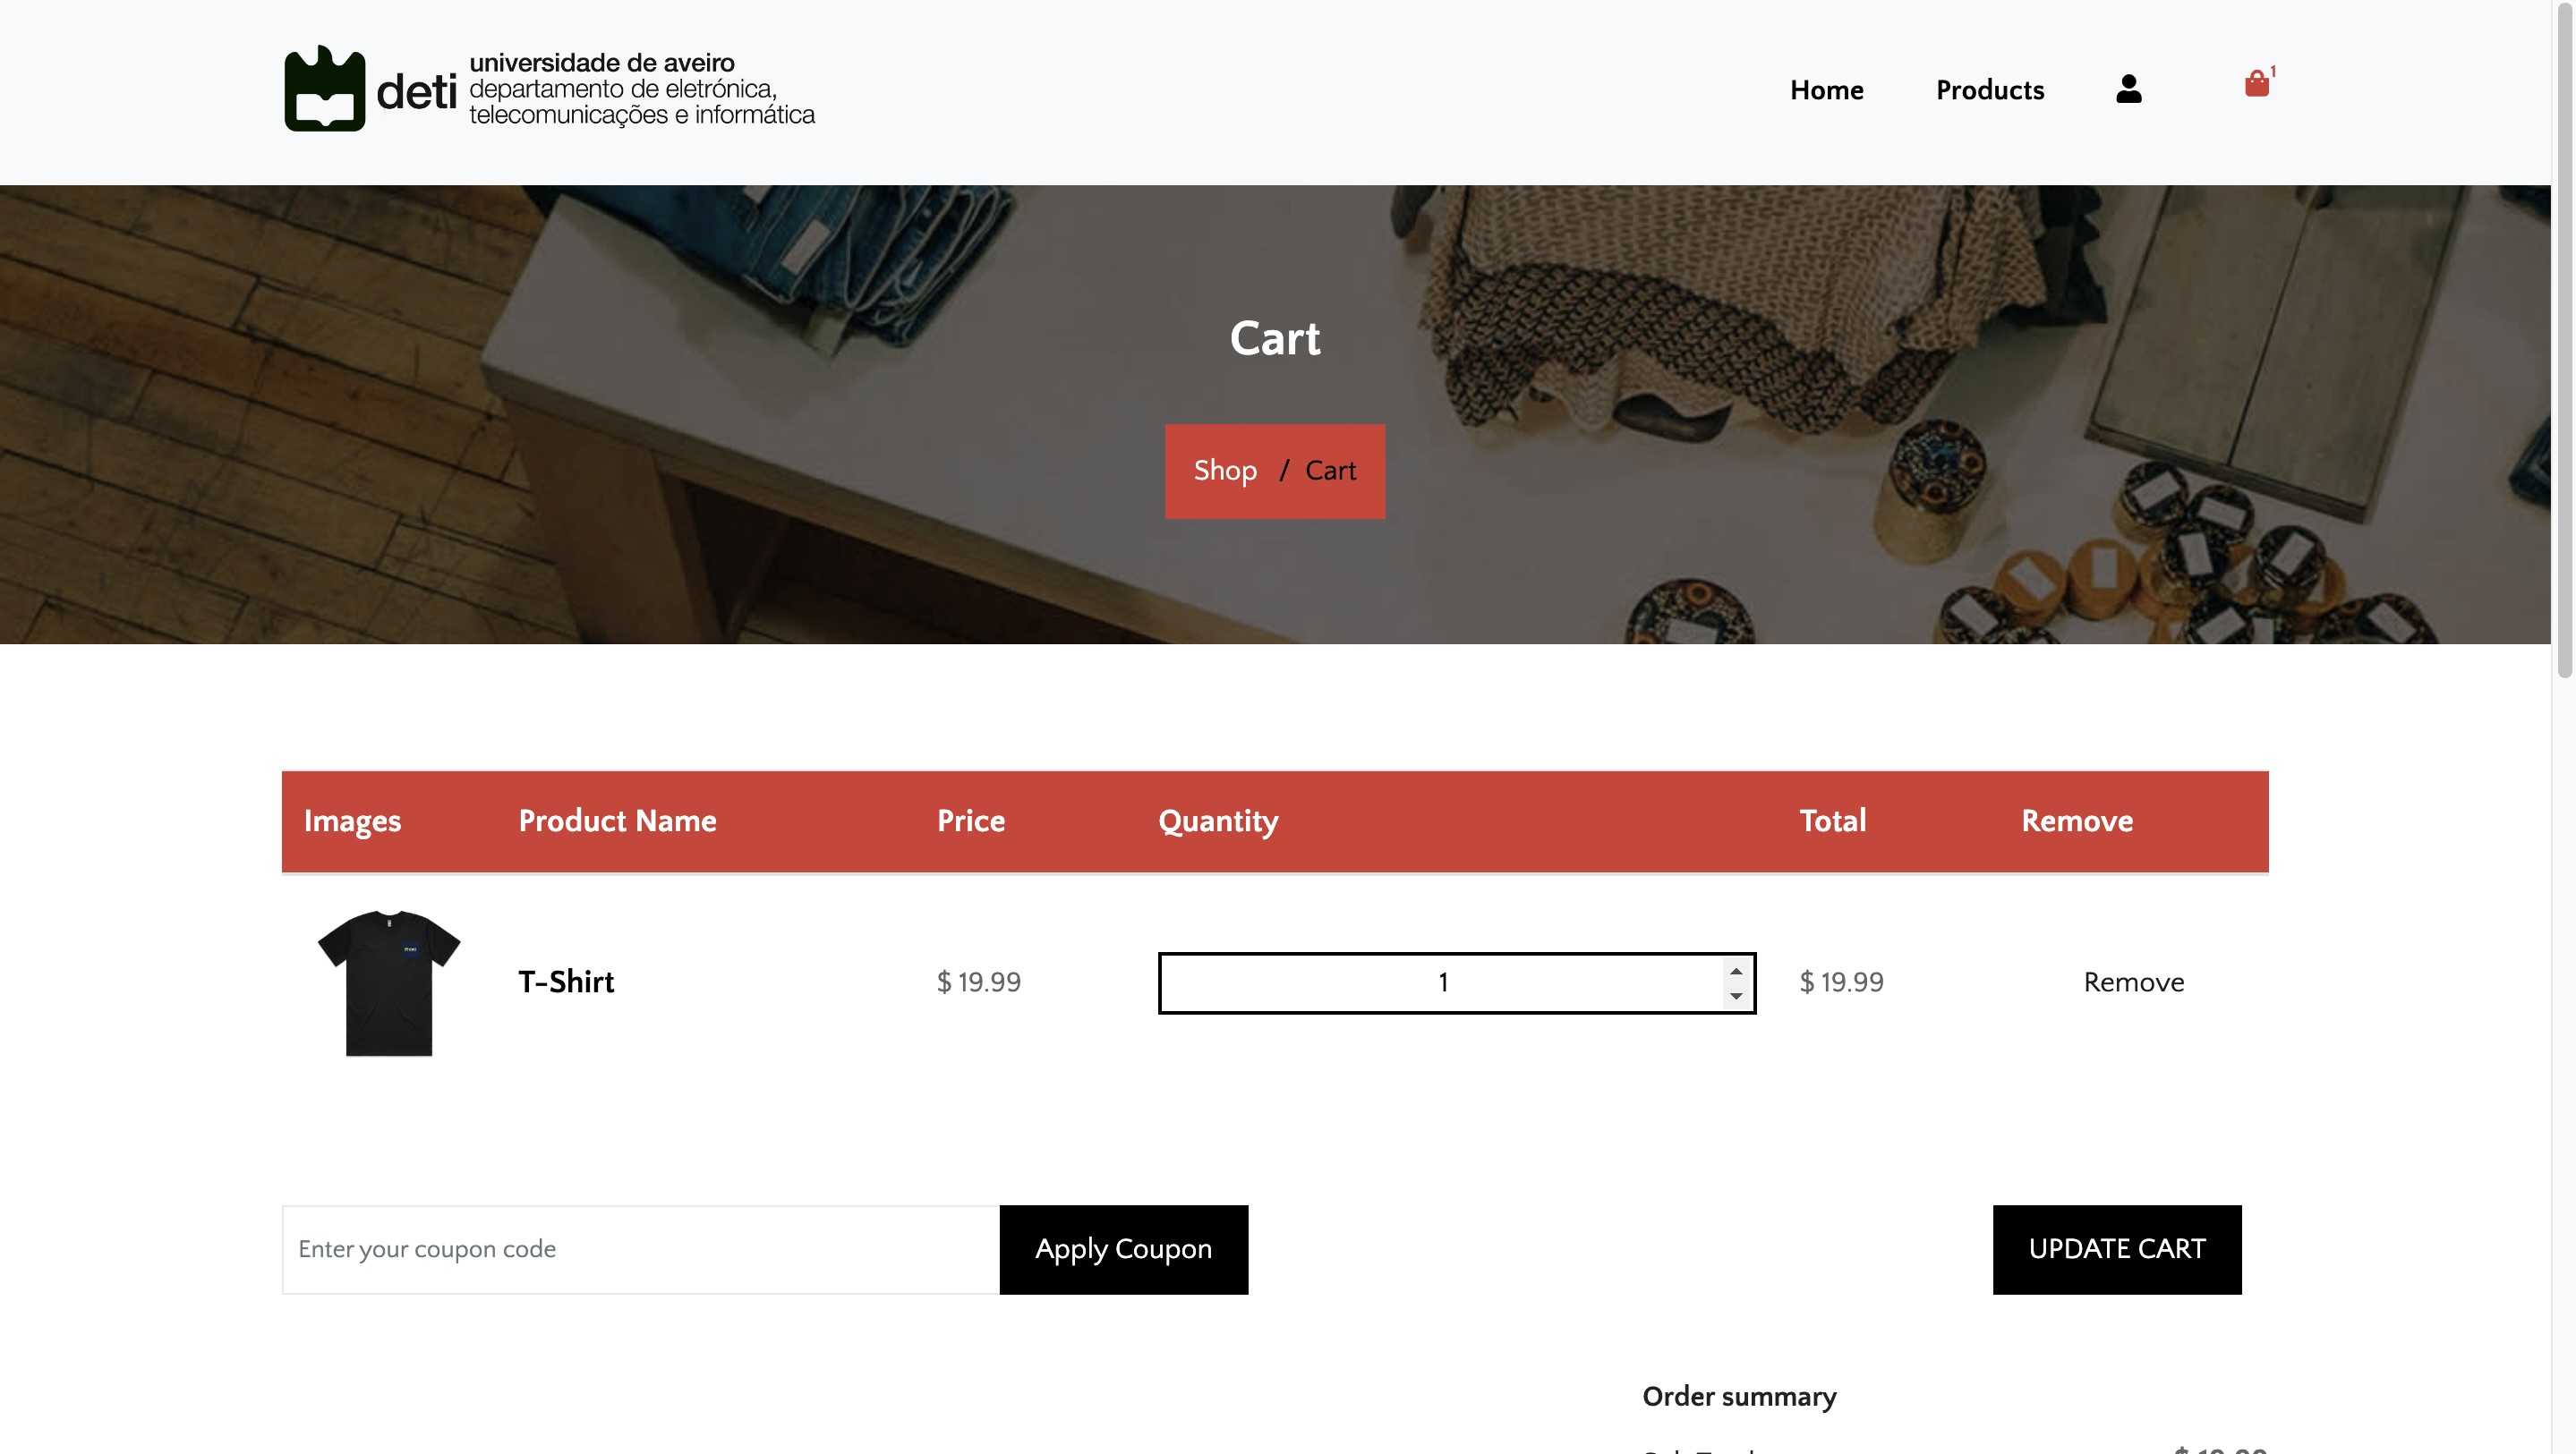 deti
universidade de aveiro
departamento de eletrónica,
telecomunicações e informática
Home
Products
1
Cart
Shop / Cart
Images
Product Name
Price
Quantity
Total
Remove
T-Shirt
$ 19.99
1
$ 19.99
Remove
Enter your coupon code
Apply Coupon
UPDATE CART
Order summary